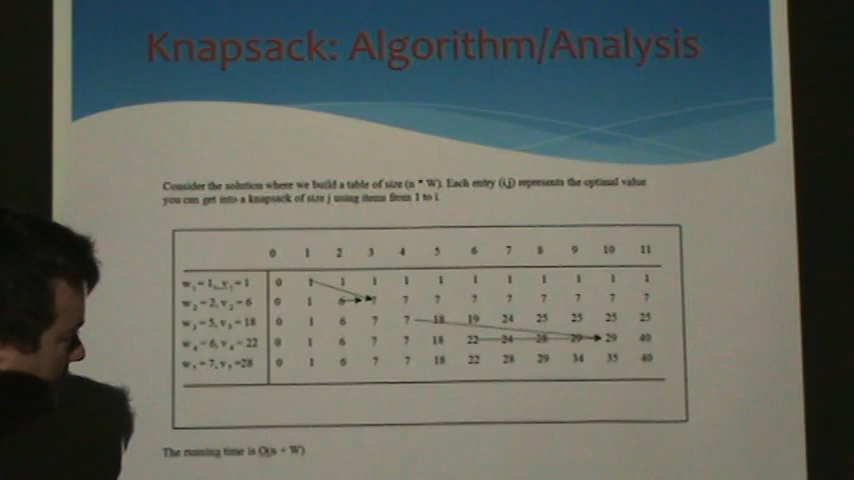 Knapsack: Algorithm/Analysis
Consider the solution where we build a table of size (n * W). Each entry (i,j) represents the optimal value
you can get into a knapsack of size j using items from 1 to i.
0 1 2 3 4 5 6 7 8 9 10 11
w₁ = 1, v₁ = 1 0 1 1 1 1 1 1 1 1 1 1 1
w₂ = 2, v₂ = 6 0 1 6 7 7 7 7 7 7 7 7 7
w₃ = 5, v₃ = 18 0 1 6 7 7 18 19 24 25 25 25 25
w₄ = 6, v₄ = 22 0 1 6 7 7 18 22 24 28 29 29 40
w₅ = 7, v₅ =28 0 1 6 7 7 18 22 28 29 34 35 40
The running time is O(n * W)